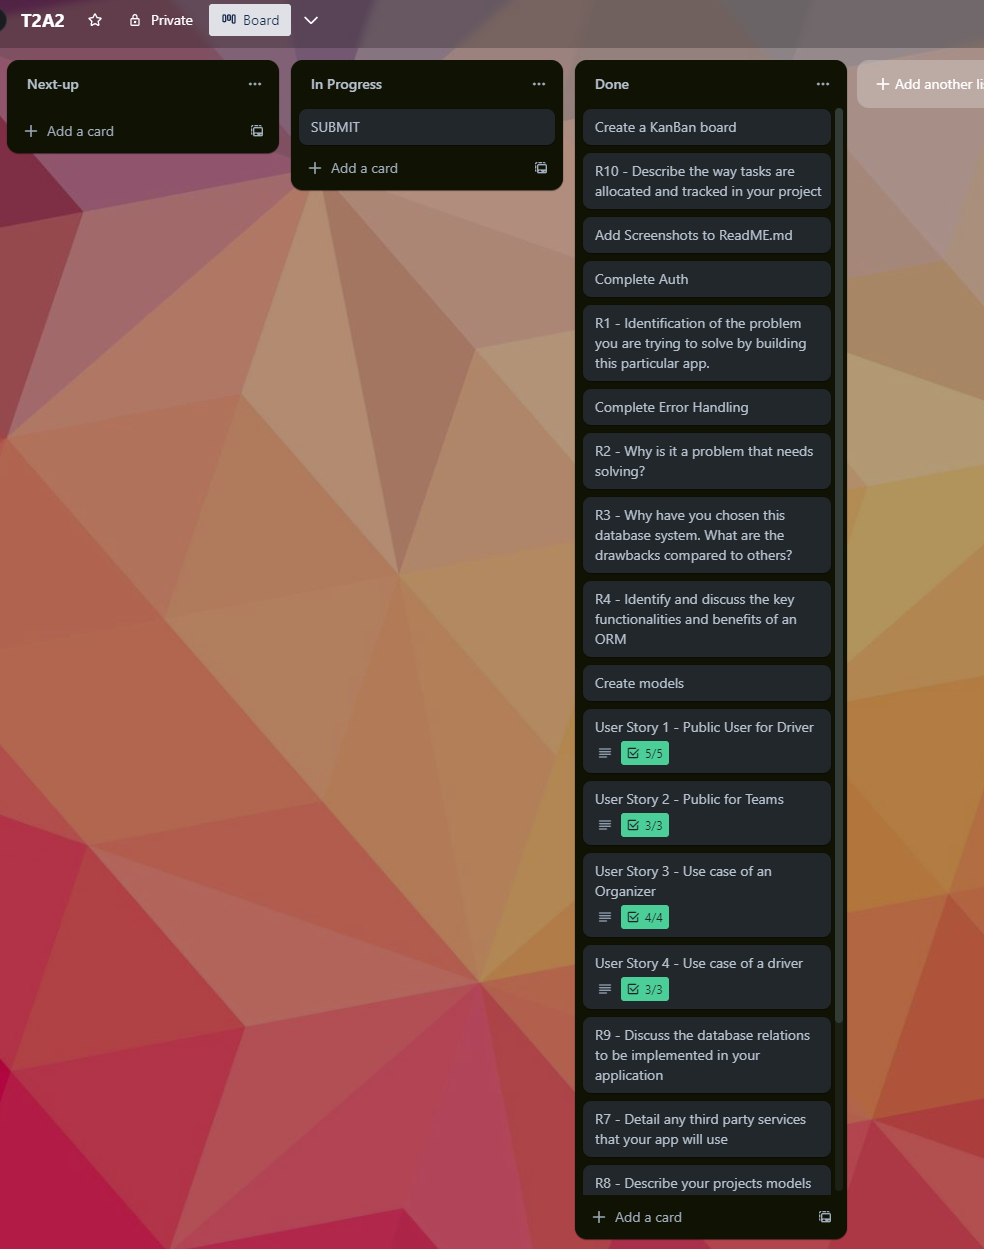 T2A2
Private
Board
Next-up
Add a card
In Progress
SUBMIT
Add a card
Done
Create a KanBan board
R10 - Describe the way tasks are
allocated and tracked in your project
Add Screenshots to ReadME.md
Complete Auth
R1 - Identification of the problem
you are trying to solve by building
this particular app.
Complete Error Handling
R2 - Why is it a problem that needs
solving?
R3 - Why have you chosen this
database system. What are the
drawbacks compared to others?
R4 - Identify and discuss the key
functionalities and benefits of an
ORM
Create models
User Story 1 - Public User for Driver
5/5
User Story 2 - Public for Teams
3/3
User Story 3 - Use case of an
Organizer
4/4
User Story 4 - Use case of a driver
3/3
R9 - Discuss the database relations
to be implemented in your
application
R7 - Detail any third party services
that your app will use
R8 - Describe your projects models
Add a card
Add another li